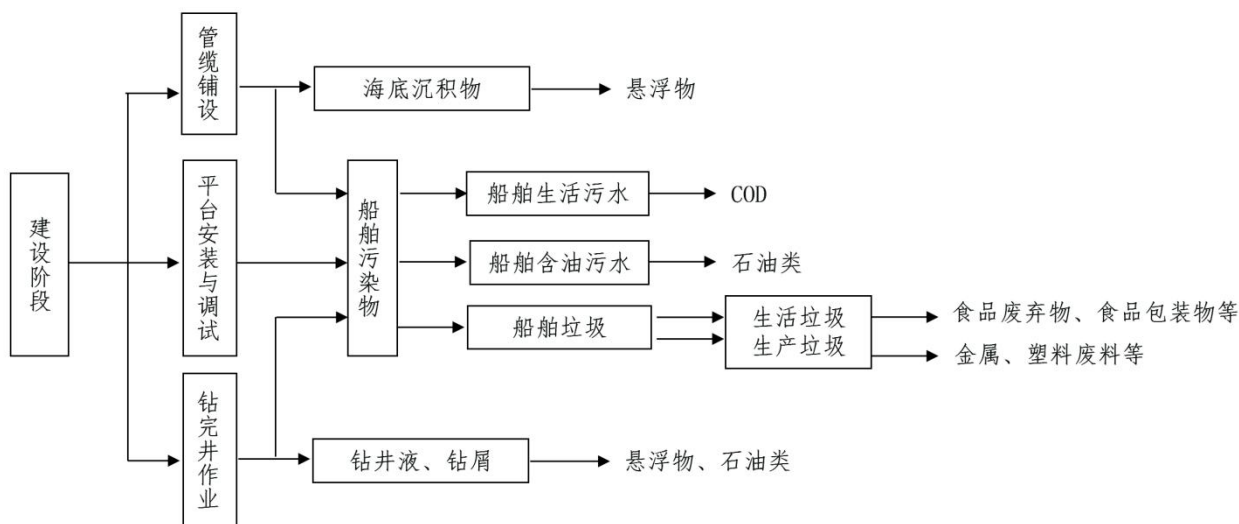 建设阶段
管缆铺设
海底沉积物
悬浮物
平台安装与调试
船舶污染物
船舶生活污水
COD
船舶含油污水
石油类
船舶垃圾
生活垃圾
生产垃圾
食品废弃物、食品包装物等
金属、塑料废料等
钻完井作业
钻井液、钻屑
悬浮物、石油类